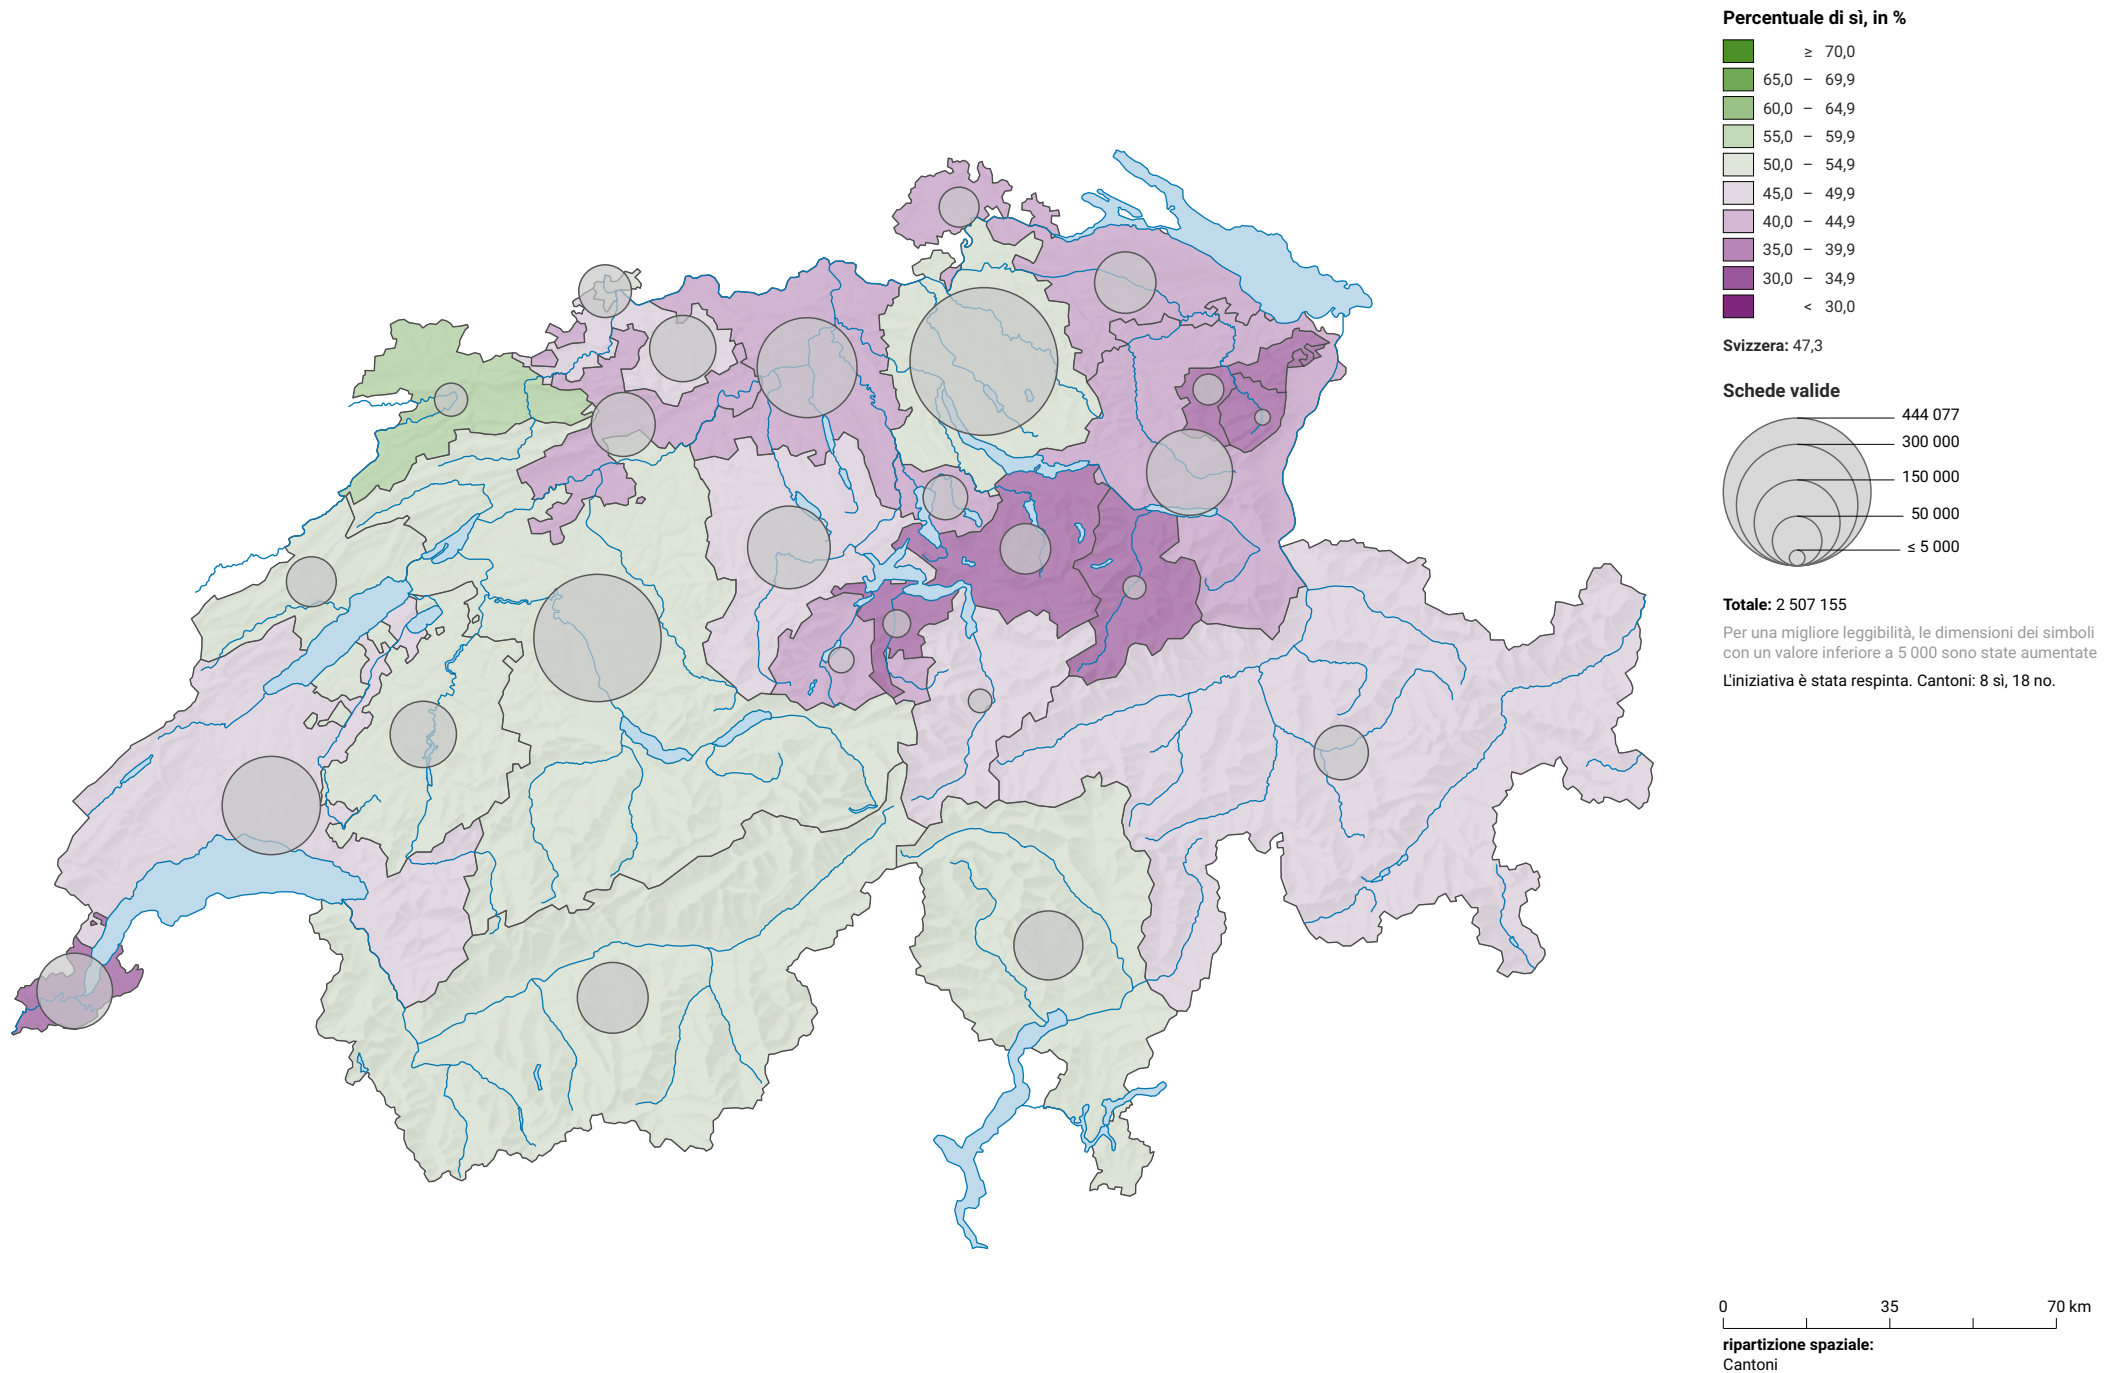 Percentuale di sì, in %
≥ 70,0
65,0 – 69,9
60,0 – 64,9
55,0 – 59,9
50,0 – 54,9
45,0 – 49,9
40,0 – 44,9
35,0 – 39,9
30,0 – 34,9
< 30,0
Svizzera: 47,3
Schede valide
444 077
300 000
150 000
50 000
≤ 5 000
Totale: 2 507 155
Per una migliore leggibilità, le dimensioni dei simboli
con un valore inferiore a 5 000 sono state aumentate
L'iniziativa è stata respinta. Cantoni: 8 sì, 18 no.
0 35 70 km
ripartizione spaziale:
Cantoni